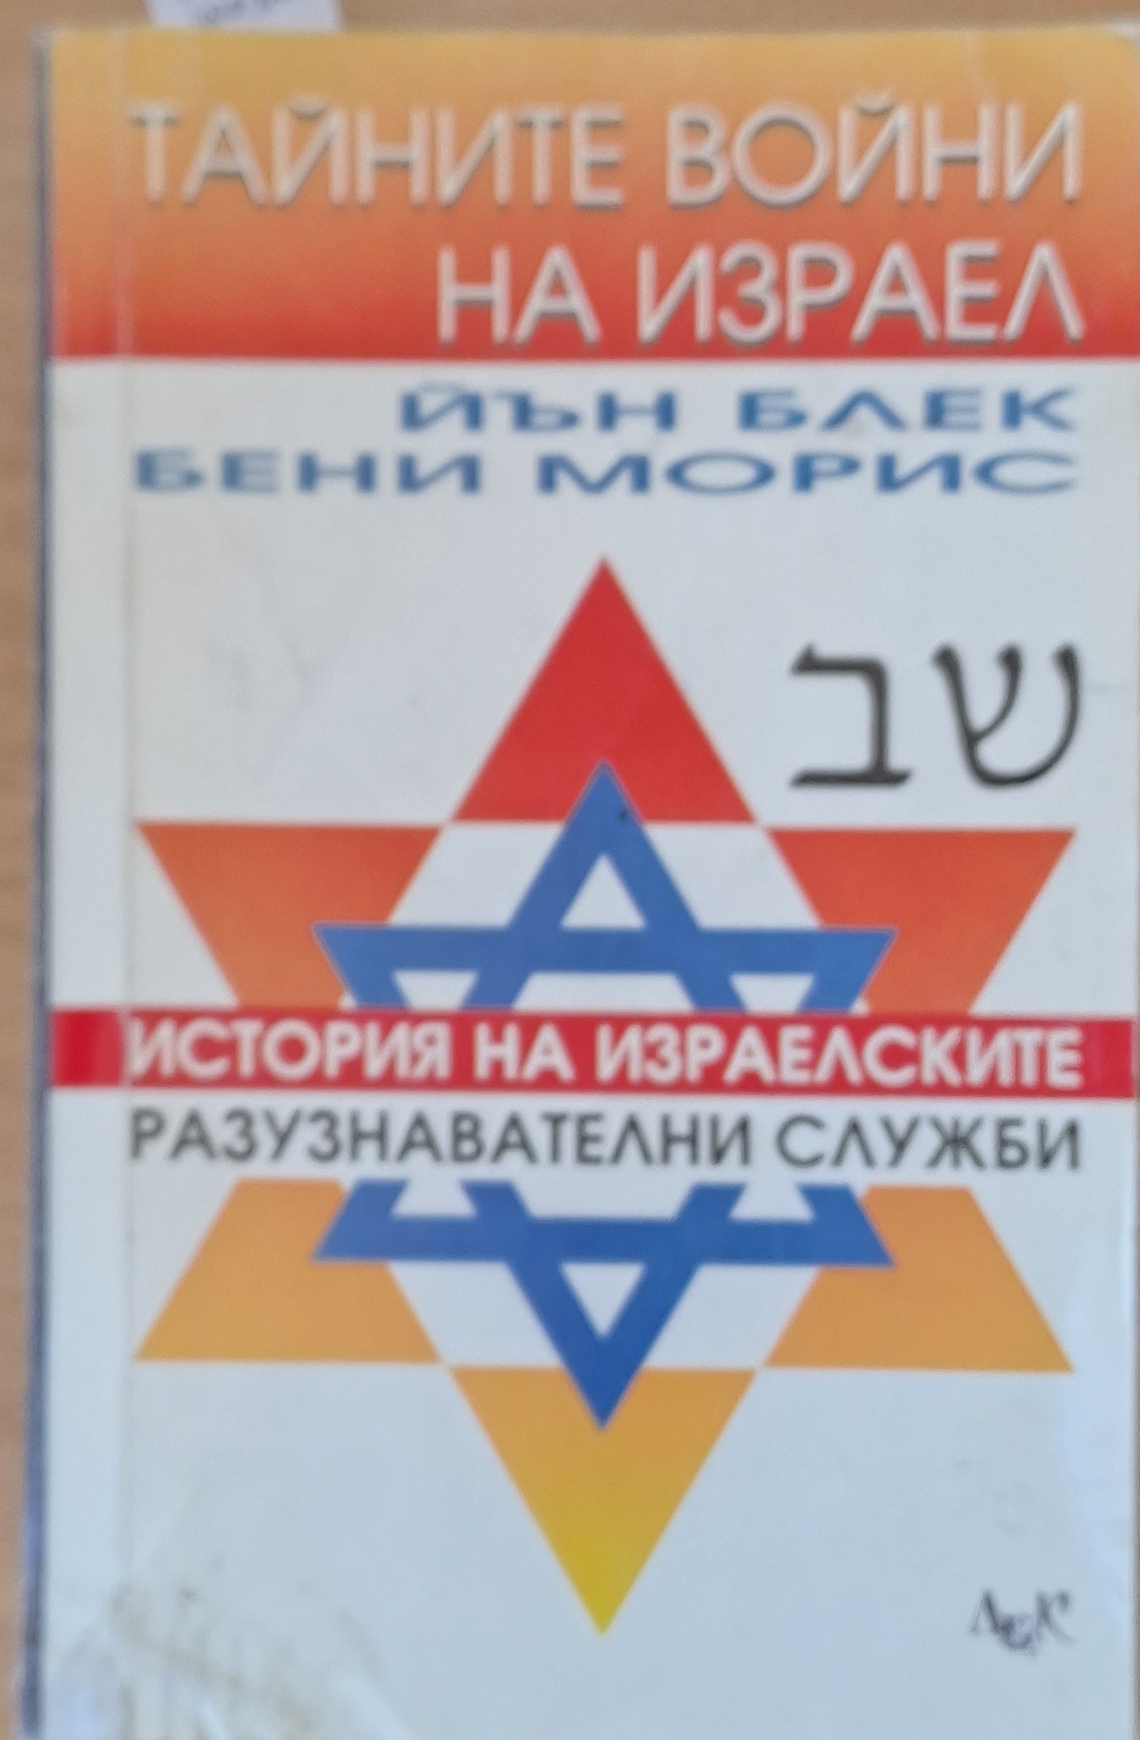 ТАЙНИТЕ ВОЙНИ
НА ИЗРАЕЛ
ЙЪН БЛЕК
БЕНИ МОРИС
שב
ИСТОРИЯ НА ИЗРАЕЛСКИТЕ
РАЗУЗНАВАТЕЛНИ СЛУЖБИ